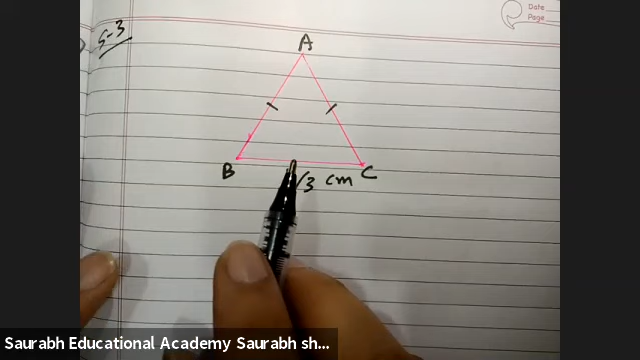 Date
Page
5-3
A
B
C
/3 cm
Saurabh Educational Academy Saurabh sh...